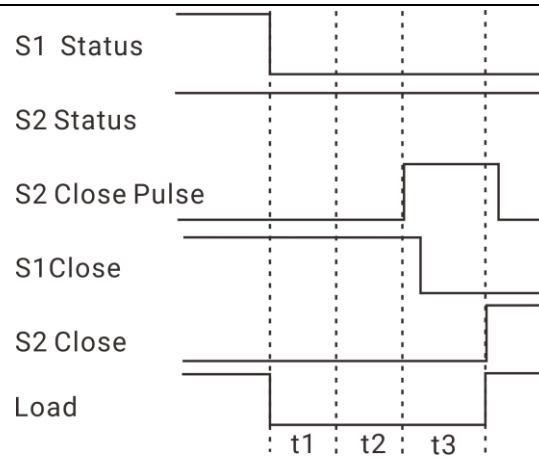 S1 Status
S2 Status
S2 Close Pulse
S1Close
S2 Close
Load
t1 t2 t3